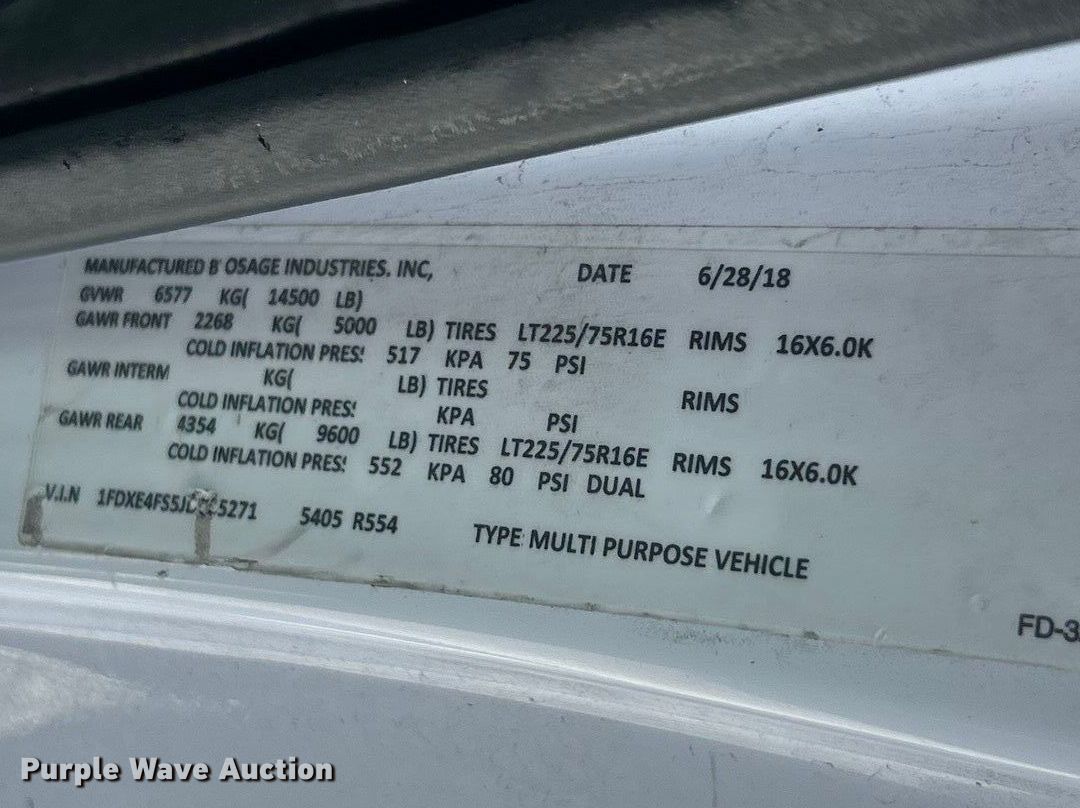 MANUFACTURED B OSAGE INDUSTRIES. INC, DATE 6/28/18
GVWR 6577 KG( 14500 LB)
GAWR FRONT 2268 KG( 5000 LB) TIRES LT225/75R16E RIMS 16X6.0K
COLD INFLATION PRES! 517 KPA 75 PSI
GAWR INTERM KG( LB) TIRES RIMS
COLD INFLATION PRES! KPA PSI
GAWR REAR 4354 KG( 9600 LB) TIRES LT225/75R16E RIMS 16X6.0K
COLD INFLATION PRES! 552 KPA 80 PSI DUAL
V.I.N 5405 R554 TYPE MULTI PURPOSE VEHICLE
Purple Wave Auction